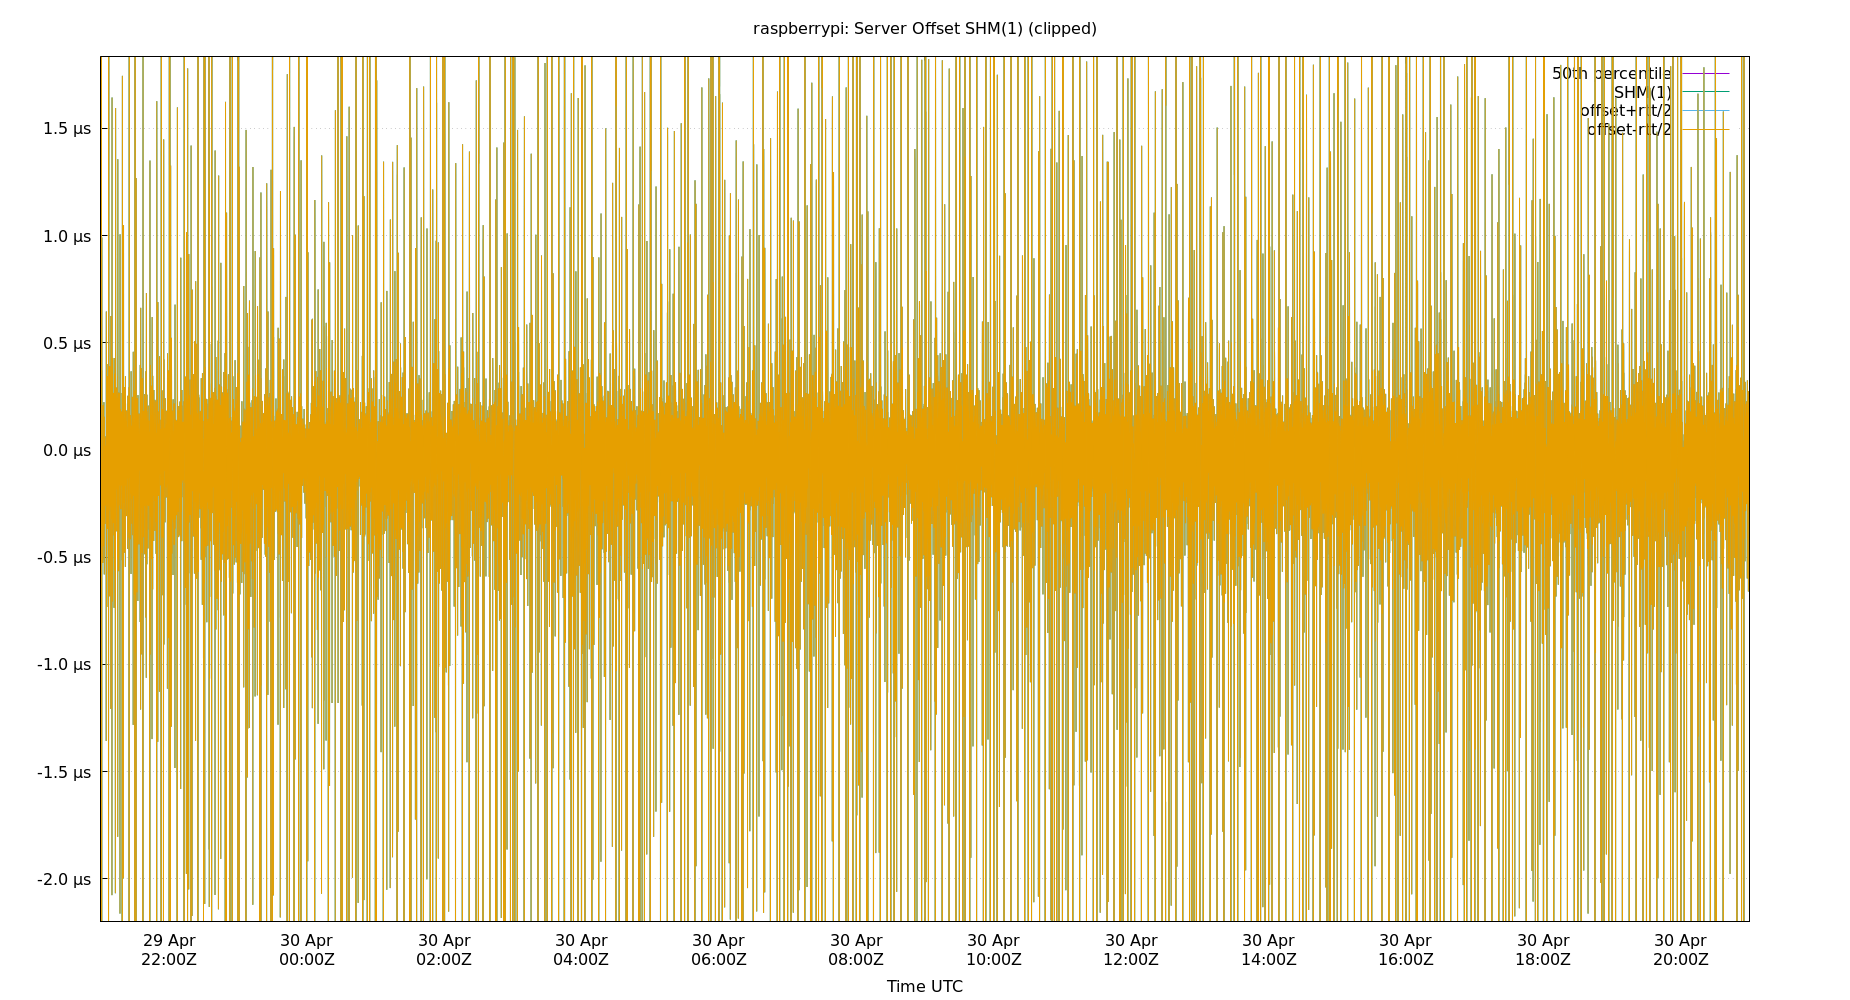 raspberrypi: Server Offset SHM(1) (clipped)
50th percentile
SHM(1)
offset+rtt/2
offset-rtt/2
1.5 µs
1.0 µs
0.5 µs
0.0 µs
-0.5 µs
-1.0 µs
-1.5 µs
-2.0 µs
29 Apr 30 Apr 30 Apr 30 Apr 30 Apr 30 Apr 30 Apr 30 Apr 30 Apr 30 Apr 30 Apr 30 Apr
22:00Z 00:00Z 02:00Z 04:00Z 06:00Z 08:00Z 10:00Z 12:00Z 14:00Z 16:00Z 18:00Z 20:00Z
Time UTC